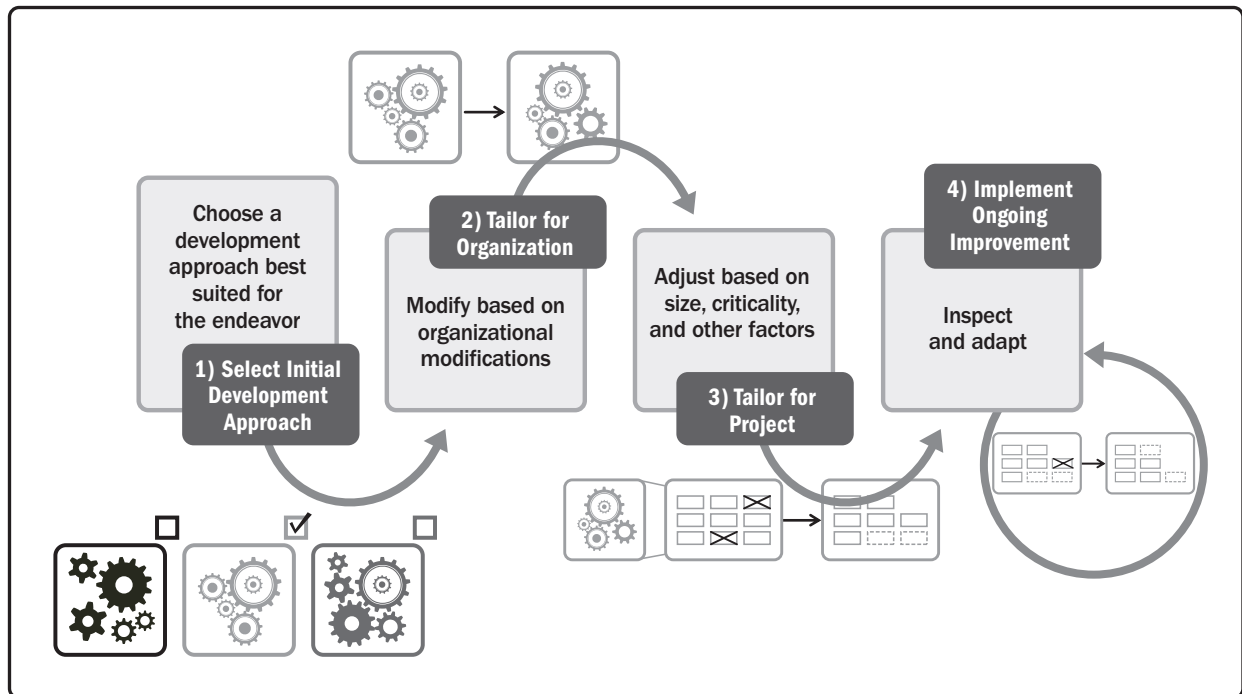 Choose a
development
approach best
suited for
the endeavor
1) Select Initial
Development
Approach
2) Tailor for
Organization
Modify based on
organizational
modifications
Adjust based on
size, criticality,
and other factors
3) Tailor for
Project
4) Implement
Ongoing
Improvement
Inspect
and adapt